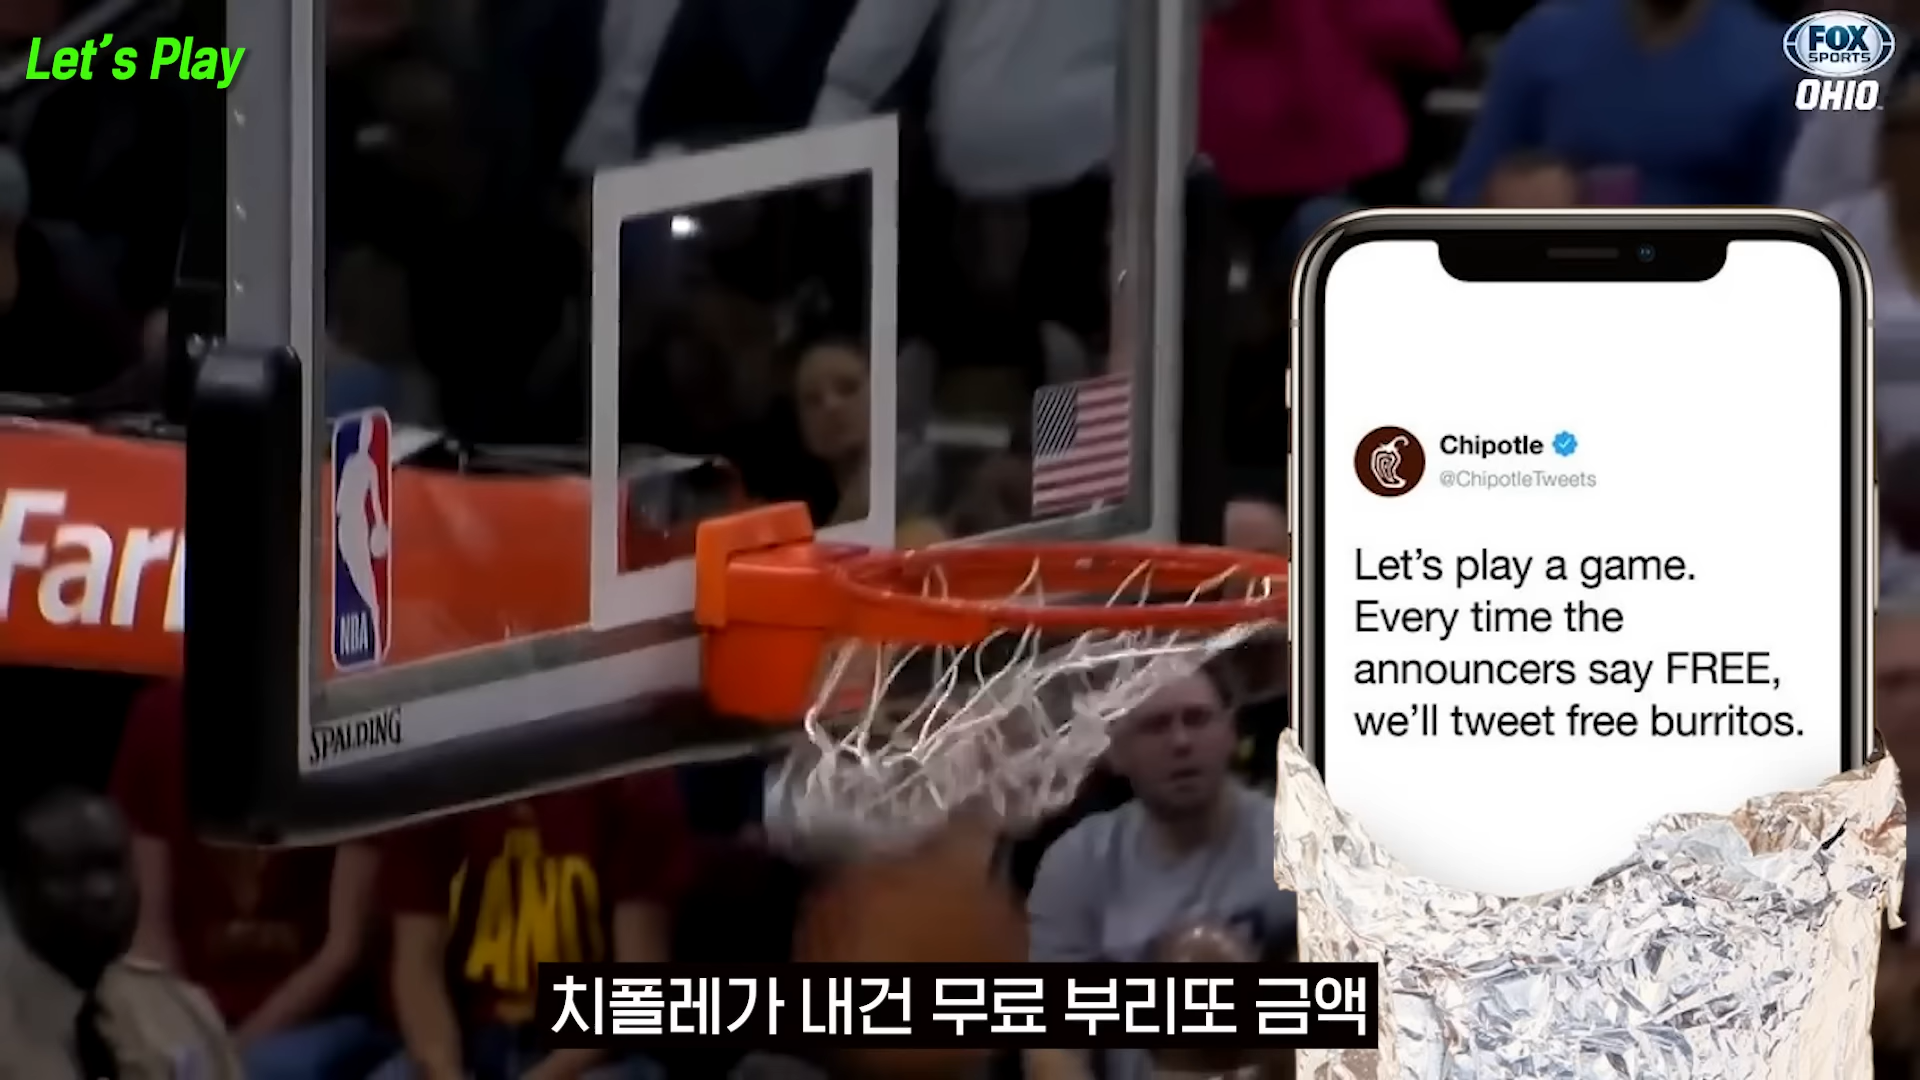 Let's Play
FOX
SPORTS
OHIO
NBA
SPALDING
Chipotle
@ChipotleTweets
Let's play a game.
Every time the
announcers say FREE,
we'll tweet free burritos.
치폴레가 내건 무료 부리또 금액